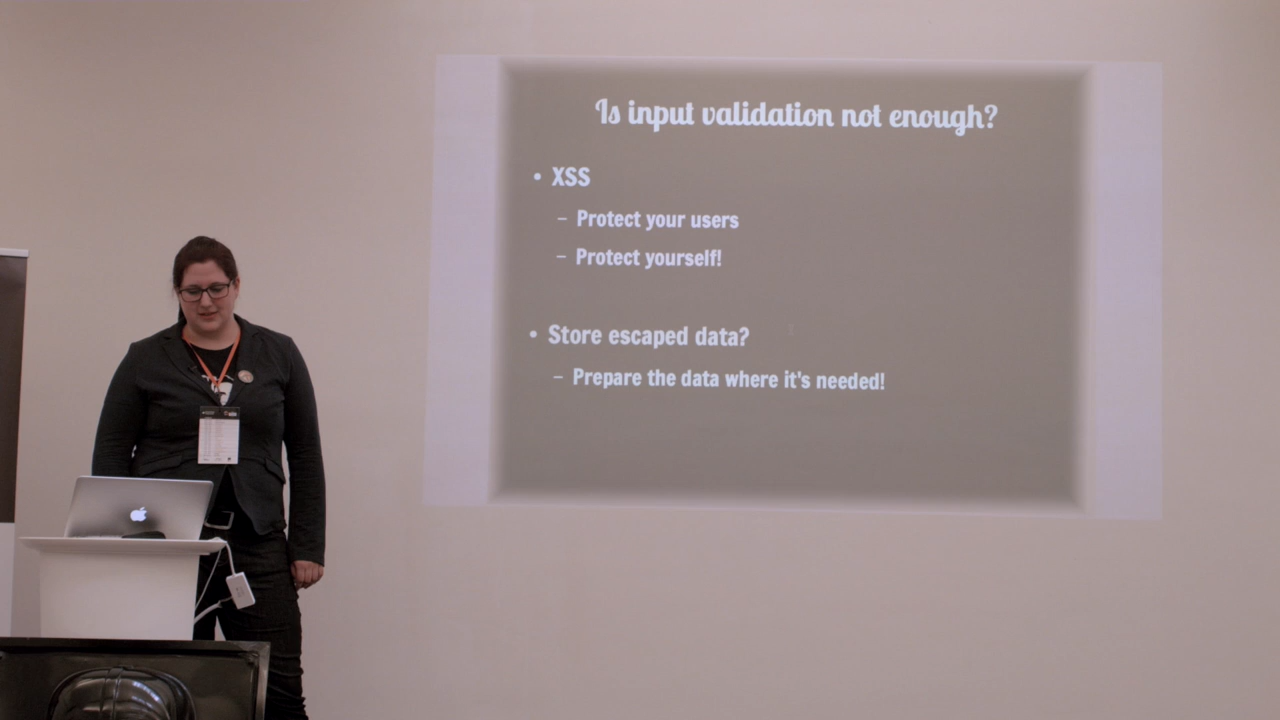 Is input validation not enough?
• XSS
– Protect your users
– Protect yourself!
• Store escaped data?
– Prepare the data where it's needed!